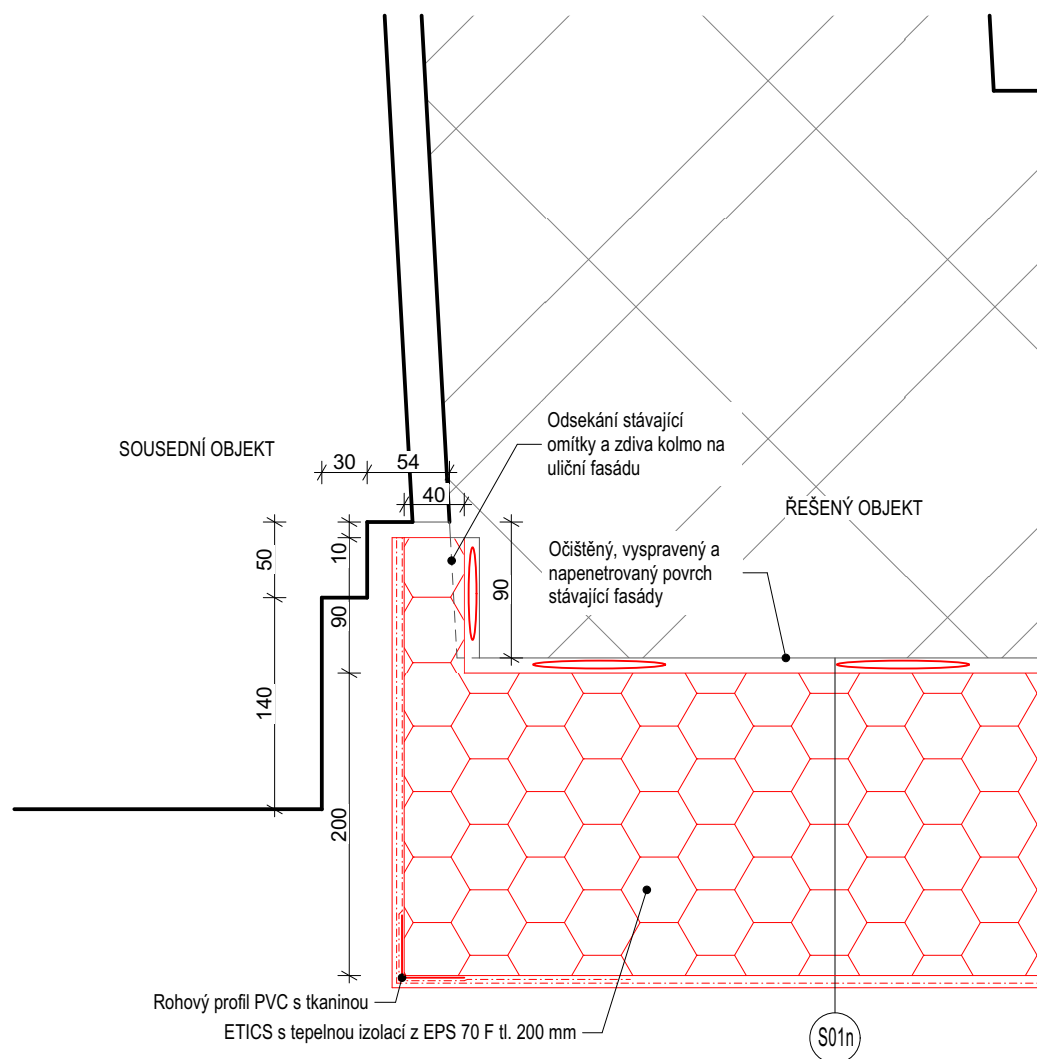 Odsekání stávající
omítky a zdiva kolmo na
uliční fasádu
SOUSEDNÍ OBJEKT
30
54
40
ŘEŠENÝ OBJEKT
Očištěný, vyspravený a
napenetrovaný povrch
stávající fasády
50
10
90
90
140
200
Rohový profil PVC s tkaninou
ETICS s tepelnou izolací z EPS 70 F tl. 200 mm
S01n